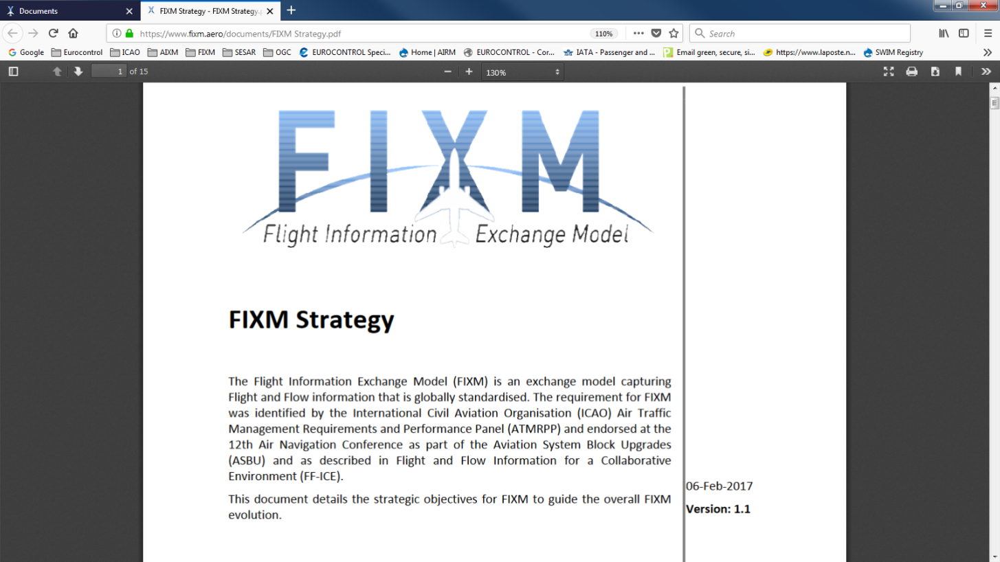 Documents
FIXM Strategy - FIXM Strategy.p
https://www.fixm.aero/documents/FIXM Strategy.pdf
110%
Search
Google
Eurocontrol
ICAO
AIXM
FIXM
SESAR
OGC
EUROCONTROL Speci...
Home | AIRM
EUROCONTROL - Cor...
IATA - Passenger and ...
Email green, secure, si...
https://www.laposte.n...
SWIM Registry
1 of 15
130%
FIXM
Flight Information Exchange Model
FIXM Strategy
The Flight Information Exchange Model (FIXM) is an exchange model capturing
Flight and Flow information that is globally standardised. The requirement for FIXM
was identified by the International Civil Aviation Organisation (ICAO) Air Traffic
Management Requirements and Performance Panel (ATMRPP) and endorsed at the
12th Air Navigation Conference as part of the Aviation System Block Upgrades
(ASBU) and as described in Flight and Flow Information for a Collaborative
Environment (FF-ICE).
This document details the strategic objectives for FIXM to guide the overall FIXM
evolution.
06-Feb-2017
Version: 1.1